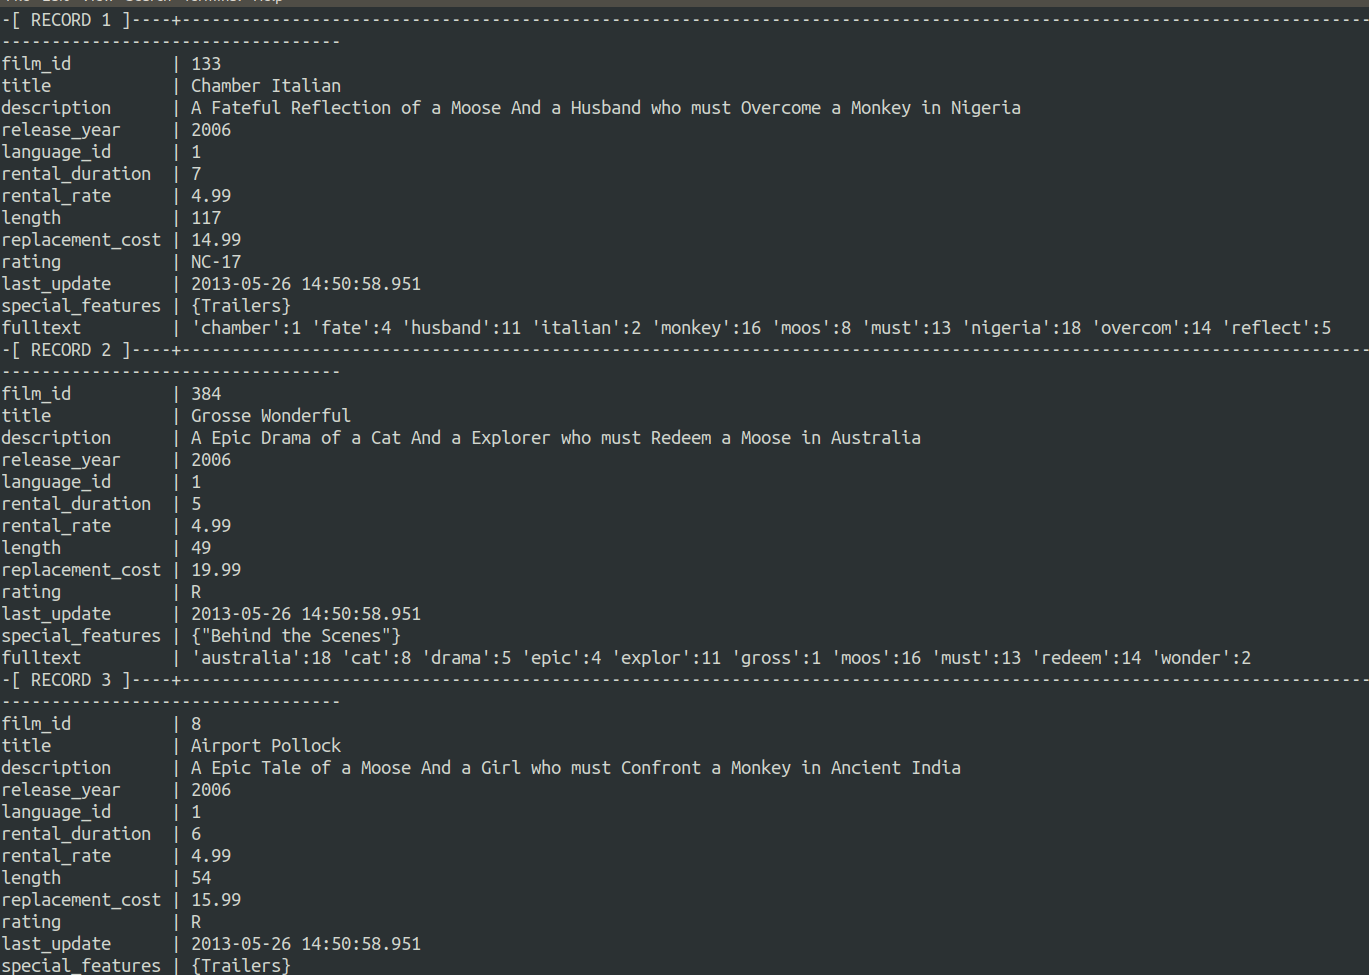 -[ RECORD 1 ]----+-----------------------------------------------------------------------------------------------------------------------
----------------------------------
film_id          | 133
title            | Chamber Italian
description      | A Fateful Reflection of a Moose And a Husband who must Overcome a Monkey in Nigeria
release_year     | 2006
language_id      | 1
rental_duration  | 7
rental_rate      | 4.99
length           | 117
replacement_cost | 14.99
rating           | NC-17
last_update      | 2013-05-26 14:50:58.951
special_features | {Trailers}
fulltext         | 'chamber':1 'fate':4 'husband':11 'italian':2 'monkey':16 'moos':8 'must':13 'nigeria':18 'overcom':14 'reflect':5
-[ RECORD 2 ]----+-----------------------------------------------------------------------------------------------------------------------
----------------------------------
film_id          | 384
title            | Grosse Wonderful
description      | A Epic Drama of a Cat And a Explorer who must Redeem a Moose in Australia
release_year     | 2006
language_id      | 1
rental_duration  | 5
rental_rate      | 4.99
length           | 49
replacement_cost | 19.99
rating           | R
last_update      | 2013-05-26 14:50:58.951
special_features | {"Behind the Scenes"}
fulltext         | 'australia':18 'cat':8 'drama':5 'epic':4 'explor':11 'gross':1 'moos':16 'must':13 'redeem':14 'wonder':2
-[ RECORD 3 ]----+-----------------------------------------------------------------------------------------------------------------------
----------------------------------
film_id          | 8
title            | Airport Pollock
description      | A Epic Tale of a Moose And a Girl who must Confront a Monkey in Ancient India
release_year     | 2006
language_id      | 1
rental_duration  | 6
rental_rate      | 4.99
length           | 54
replacement_cost | 15.99
rating           | R
last_update      | 2013-05-26 14:50:58.951
special_features | {Trailers}